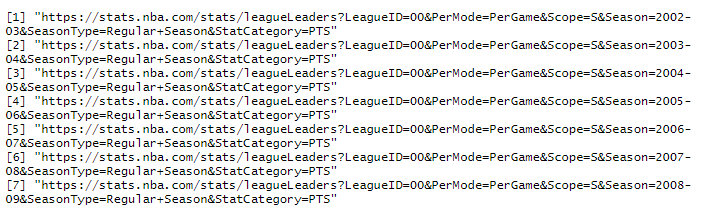 [1] "https://stats.nba.com/stats/leagueLeaders?LeagueID=00&PerMode=PerGame&Scope=S&Season=2002-
03&SeasonType=Regular+Season&StatCategory=PTS"
[2] "https://stats.nba.com/stats/leagueLeaders?LeagueID=00&PerMode=PerGame&Scope=S&Season=2003-
04&SeasonType=Regular+Season&StatCategory=PTS"
[3] "https://stats.nba.com/stats/leagueLeaders?LeagueID=00&PerMode=PerGame&Scope=S&Season=2004-
05&SeasonType=Regular+Season&StatCategory=PTS"
[4] "https://stats.nba.com/stats/leagueLeaders?LeagueID=00&PerMode=PerGame&Scope=S&Season=2005-
06&SeasonType=Regular+Season&StatCategory=PTS"
[5] "https://stats.nba.com/stats/leagueLeaders?LeagueID=00&PerMode=PerGame&Scope=S&Season=2006-
07&SeasonType=Regular+Season&StatCategory=PTS"
[6] "https://stats.nba.com/stats/leagueLeaders?LeagueID=00&PerMode=PerGame&Scope=S&Season=2007-
08&SeasonType=Regular+Season&StatCategory=PTS"
[7] "https://stats.nba.com/stats/leagueLeaders?LeagueID=00&PerMode=PerGame&Scope=S&Season=2008-
09&SeasonType=Regular+Season&StatCategory=PTS"